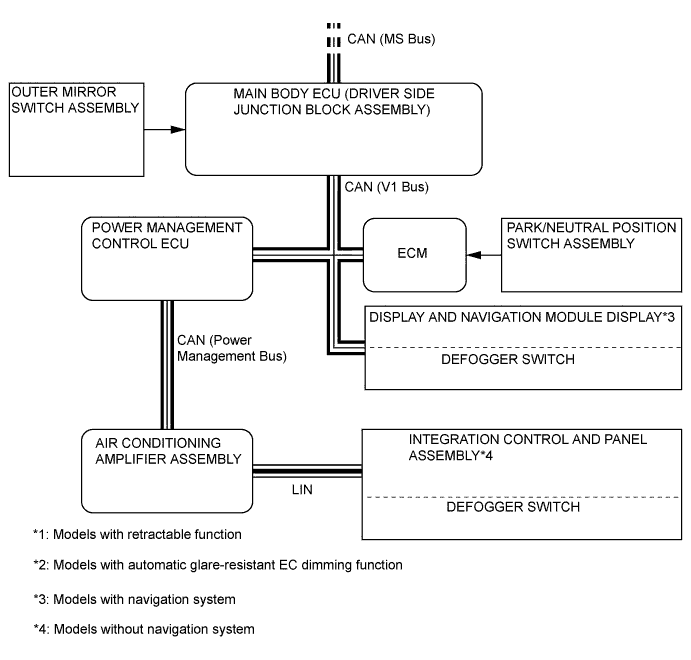 CAN (MS Bus)
OUTER MIRROR
SWITCH ASSEMBLY
MAIN BODY ECU (DRIVER SIDE
JUNCTION BLOCK ASSEMBLY)
CAN (V1 Bus)
POWER MANAGEMENT
CONTROL ECU
ECM
PARK/NEUTRAL POSITION
SWITCH ASSEMBLY
DISPLAY AND NAVIGATION MODULE DISPLAY*3
DEFOGGER SWITCH
CAN (Power
Management Bus)
AIR CONDITIONING
AMPLIFIER ASSEMBLY
LIN
INTEGRATION CONTROL AND PANEL
ASSEMBLY*4
DEFOGGER SWITCH
*1: Models with retractable function
*2: Models with automatic glare-resistant EC dimming function
*3: Models with navigation system
*4: Models without navigation system